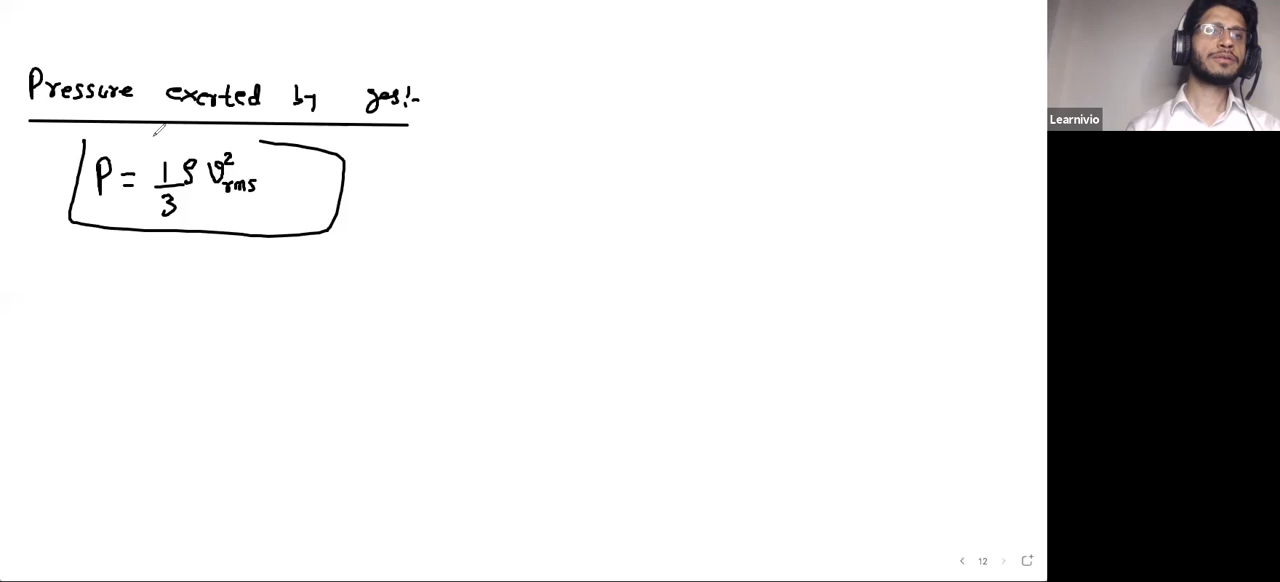 Pressure exerted by gas:-
P = 1/3 ρ v²rms
Learnivio
12